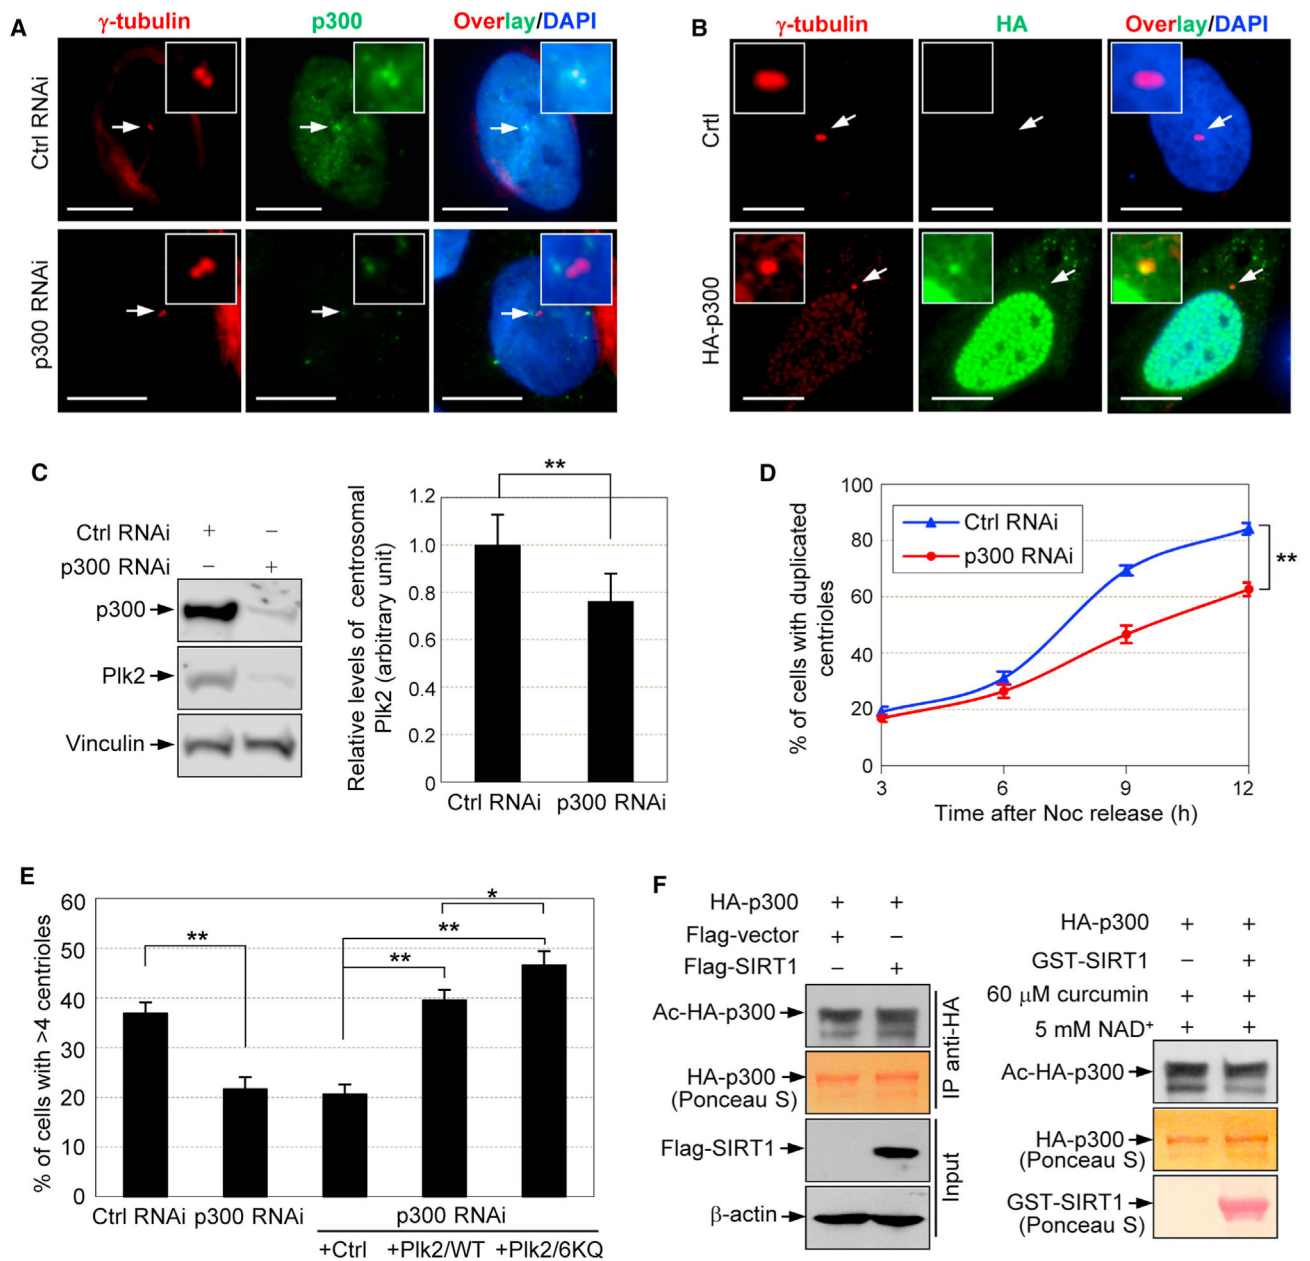 A
γ-tubulin
p300
Overlay/DAPI
Ctrl RNAi
p300 RNAi
B
γ-tubulin
HA
Overlay/DAPI
Crtl
HA-p300
C
Ctrl RNAi + −
p300 RNAi − +
p300
Plk2
Vinculin
Relative levels of centrosomal
Plk2 (arbitrary unit)
**
1.2
1.0
0.8
0.6
0.4
0.2
0
Ctrl RNAi p300 RNAi
D
% of cells with duplicated
centrioles
100
80
60
40
20
0
Ctrl RNAi
p300 RNAi
**
3 6 9 12
Time after Noc release (h)
E
% of cells with >4 centrioles
60
50
40
30
20
10
0
**
**
**
*
Ctrl RNAi p300 RNAi p300 RNAi
+Ctrl +Plk2/WT +Plk2/6KQ
F
HA-p300 + +
Flag-vector + −
Flag-SIRT1 − +
Ac-HA-p300
HA-p300
(Ponceau S)
Flag-SIRT1
β-actin
IP anti-HA
Input
HA-p300 + +
GST-SIRT1 − +
60 μM curcumin + +
5 mM NAD⁺ + +
Ac-HA-p300
HA-p300
(Ponceau S)
GST-SIRT1
(Ponceau S)